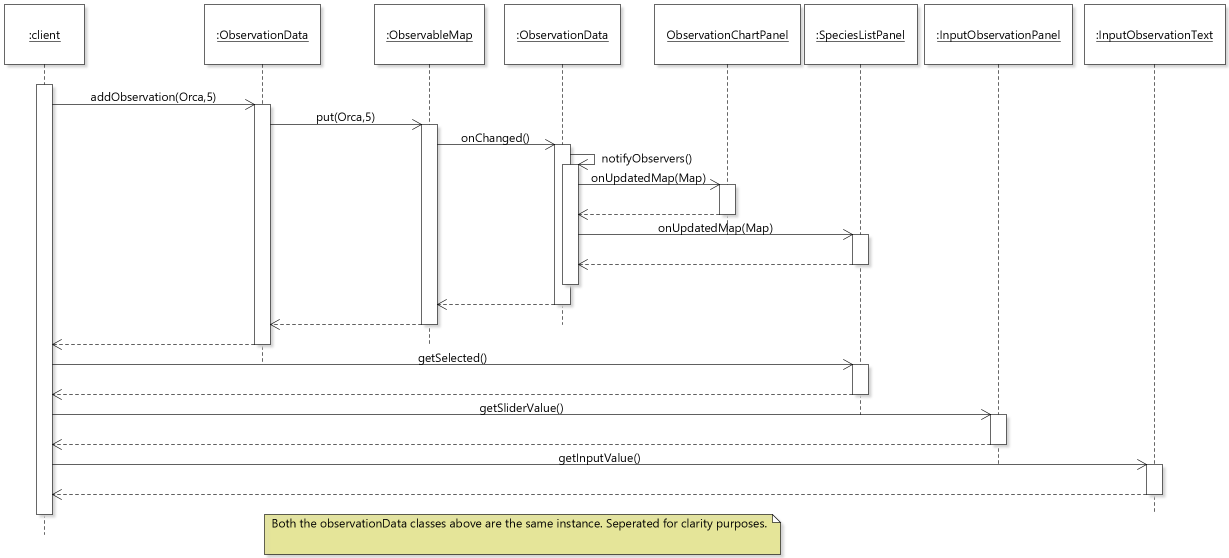 :client
:ObservationData
:ObservableMap
:ObservationData
ObservationChartPanel
:SpeciesListPanel
:InputObservationPanel
:InputObservationText
addObservation(Orca,5)
put(Orca,5)
onChanged()
notifyObservers()
onUpdatedMap(Map)
onUpdatedMap(Map)
getSelected()
getSliderValue()
getInputValue()
Both the observationData classes above are the same instance. Seperated for clarity purposes.